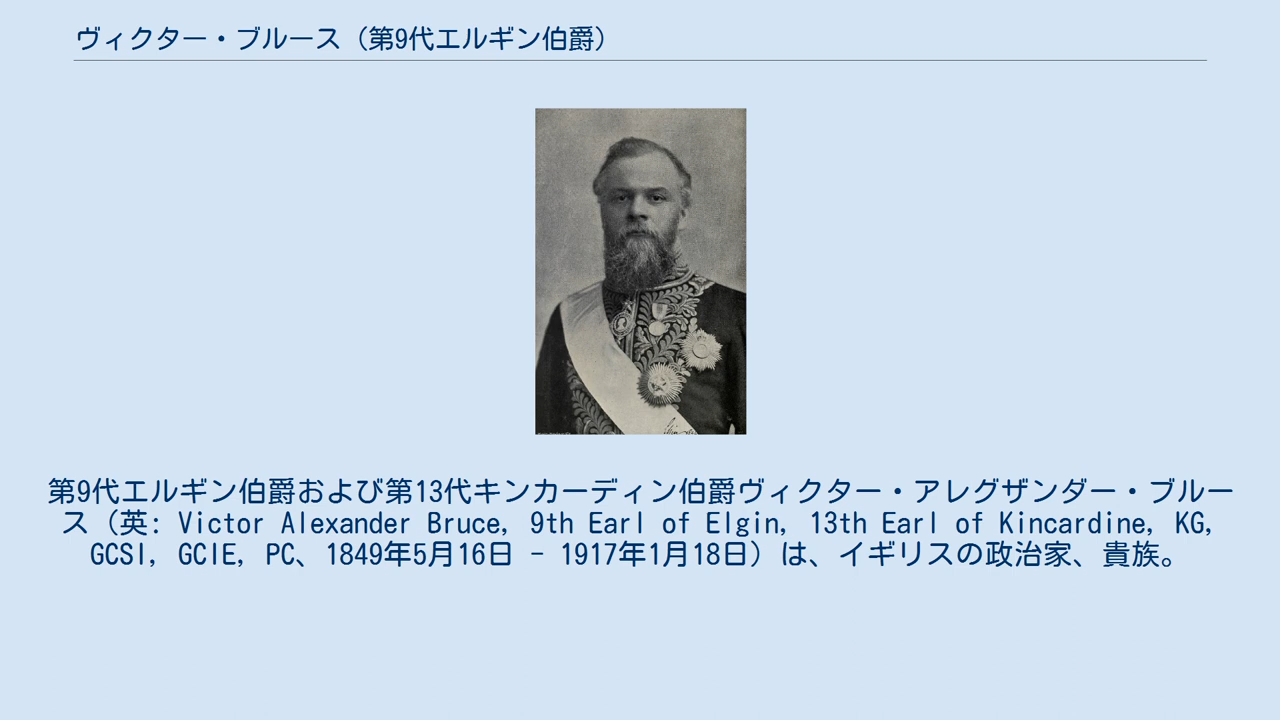 ヴィクター・ブルース（第9代エルギン伯爵）
第9代エルギン伯爵および第13代キンカーディン伯爵ヴィクター・アレグザンダー・ブルー
ス（英: Victor Alexander Bruce, 9th Earl of Elgin, 13th Earl of Kincardine, KG,
GCSI, GCIE, PC、1849年5月16日 - 1917年1月18日）は、イギリスの政治家、貴族。